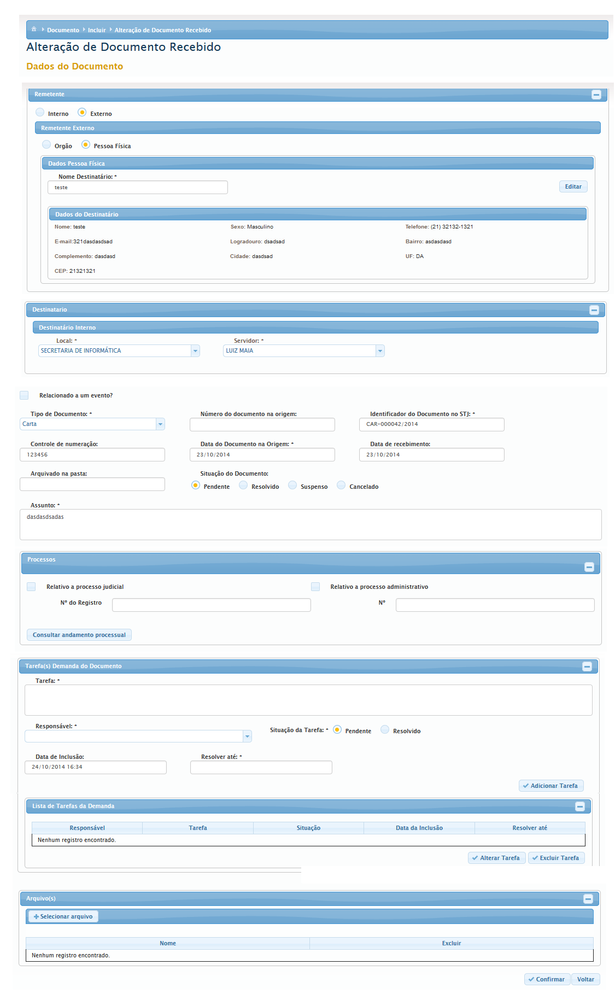 Documento Incluir Alteração de Documento Recebido
Alteração de Documento Recebido
Dados do Documento
Remetente
Interno Externo
Remetente Externo
Orgão Pessoa Física
Dados Pessoa Física
Nome Destinatário: *
teste
Editar
Dados do Destinatário
Nome: teste Sexo: Masculino Telefone: (21) 32132-1321
E-mail:321dasdasdsad Logradouro: dsadsad Bairro: asdasdasd
Complemento: dasdasd Cidade: dasdsad UF: DA
CEP: 21321321
Destinatario
Destinatário Interno
Local: * Servidor: *
SECRETARIA DE INFORMÁTICA LUIZ MAIA
Relacionado a um evento?
Tipo de Documento: * Número do documento na origem: Identificador do Documento no STJ: *
Carta CAR-000042/2014
Controle de numeração: Data do Documento na Origem: * Data de recebimento:
123456 23/10/2014 23/10/2014
Arquivado na pasta: Situação do Documento:
Pendente Resolvido Suspenso Cancelado
Assunto: *
dasdasdsadas
Processos
Relativo a processo judicial Relativo a processo administrativo
Nº do Registro Nº
Consultar andamento processual
Tarefa(s) Demanda do Documento
Tarefa: *
Responsável: *
Situação da Tarefa: * Pendente Resolvido
Data de Inclusão: Resolver até: *
24/10/2014 16:34
Adicionar Tarefa
Lista de Tarefas da Demanda
Responsável Tarefa Situação Data da Inclusão Resolver até
Nenhum registro encontrado.
Alterar Tarefa Excluir Tarefa
Arquivo(s)
Selecionar arquivo
Nome Excluir
Nenhum registro encontrado.
Confirmar Voltar